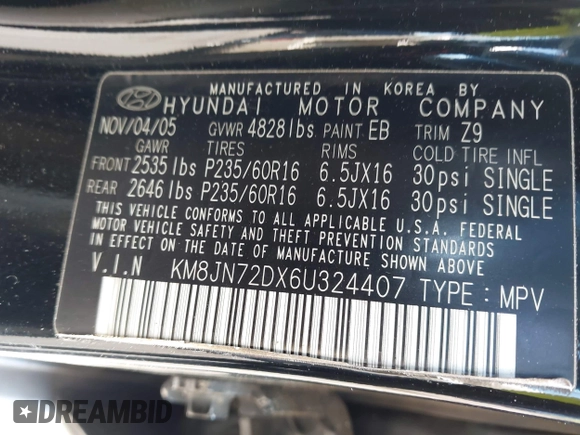 MANUFACTURED IN KOREA BY
HYUNDAI MOTOR COMPANY
NOV/04/05 GVWR 4828lbs PAINT EB TRIM Z9
GAWR TIRES RIMS COLD TIRE INFL
FRONT 2535lbs P235/60R16 6.5JX16 30psi SINGLE
REAR 2646lbs P235/60R16 6.5JX16 30psi SINGLE
THIS VEHICLE CONFORMS TO ALL APPLICABLE U.S.A. FEDERAL
MOTOR VEHICLE SAFETY AND THEFT PREVENTION STANDARDS
IN EFFECT ON THE DATE OF MANUFACTURE SHOWN ABOVE.
V.I.N KM8JN72DX6U324407 TYPE : MPV
DREAMBID